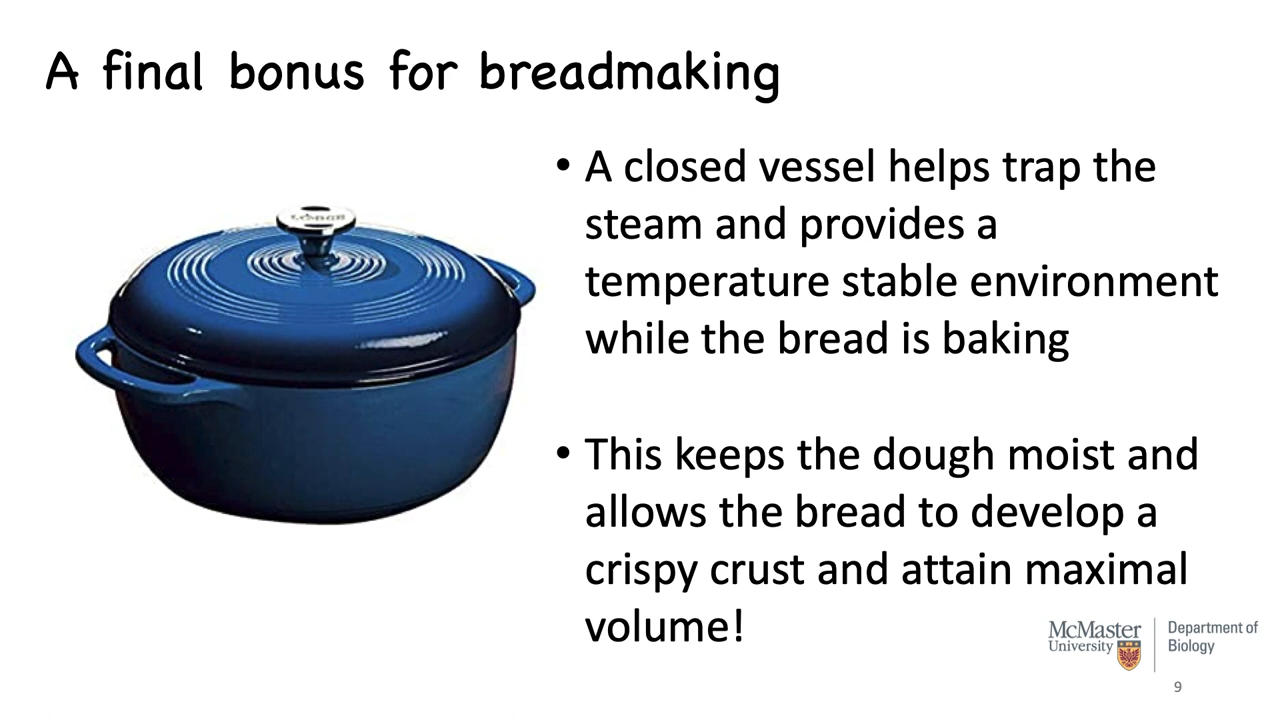 A final bonus for breadmaking
LODGE
• A closed vessel helps trap the
steam and provides a
temperature stable environment
while the bread is baking
• This keeps the dough moist and
allows the bread to develop a
crispy crust and attain maximal
volume!
McMaster
University
Department of
Biology
9